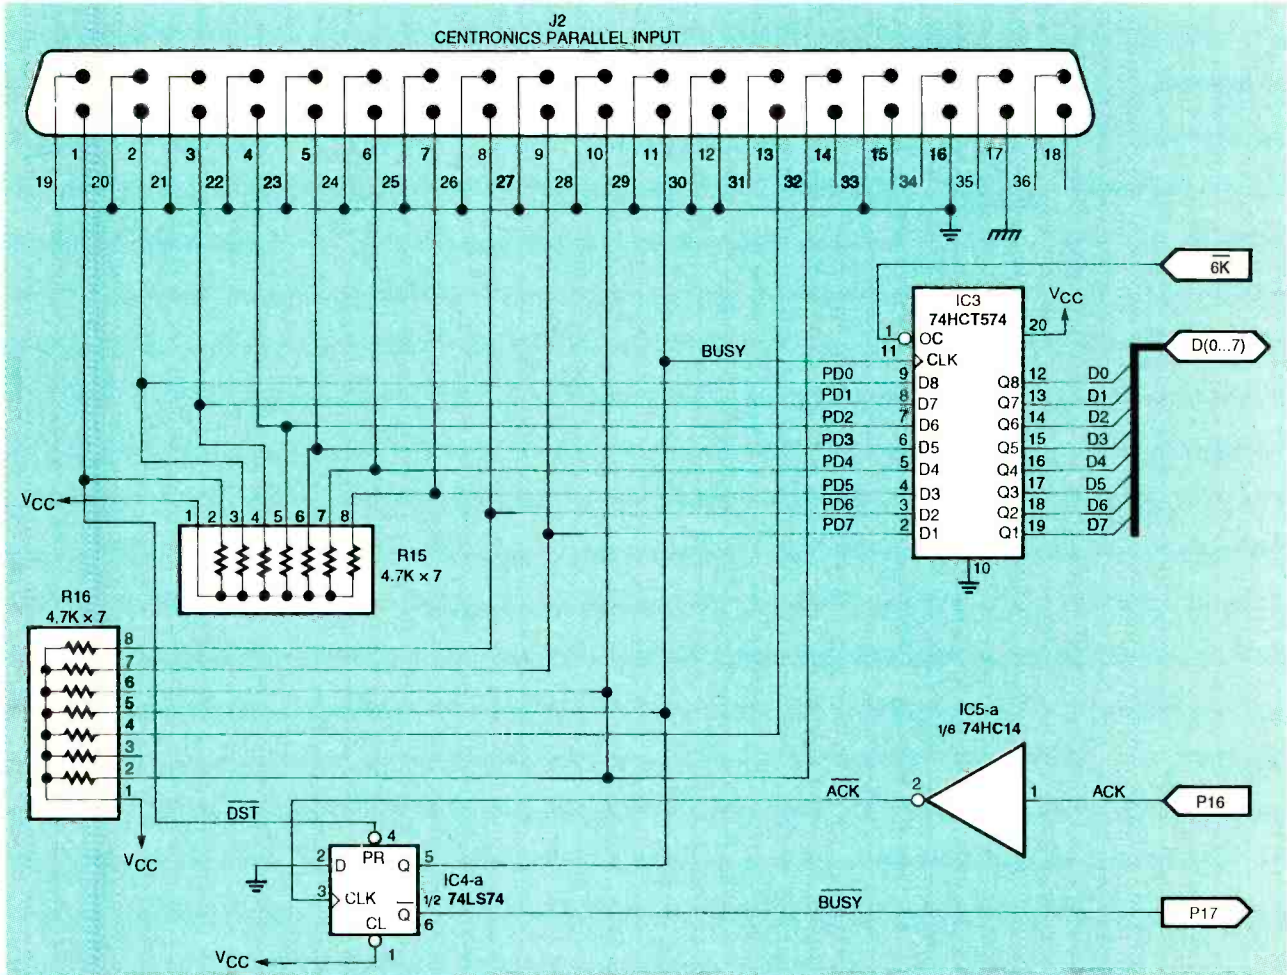 J2
CENTRONICS PARALLEL INPUT
1 2 3 4 5 6 7 8 9 10 11 12 13 14 15 16 17 18
19 20 21 22 23 24 25 26 27 28 29 30 31 32 33 34 35 36
6K
IC3
74HCT574
VCC
20
1 OC
11 CLK
BUSY
D(0...7)
PD0 9 D8 Q8 12 D0
PD1 8 D7 Q7 13 D1
PD2 7 D6 Q6 14 D2
PD3 6 D5 Q5 15 D3
PD4 5 D4 Q4 16 D4
PD5 4 D3 Q3 17 D5
PD6 3 D2 Q2 18 D6
PD7 2 D1 Q1 19 D7
10
VCC
1 2 3 4 5 6 7 8
R15
4.7K × 7
R16
4.7K × 7
8
7
6
5
4
3
2
1
VCC
IC5-a
1/6 74HC14
ACK 2 1 ACK
P16
DST
4
2 D PR Q 5
3 CLK
IC4-a
1/2 74LS74
Q 6
CL
1
VCC
BUSY
P17